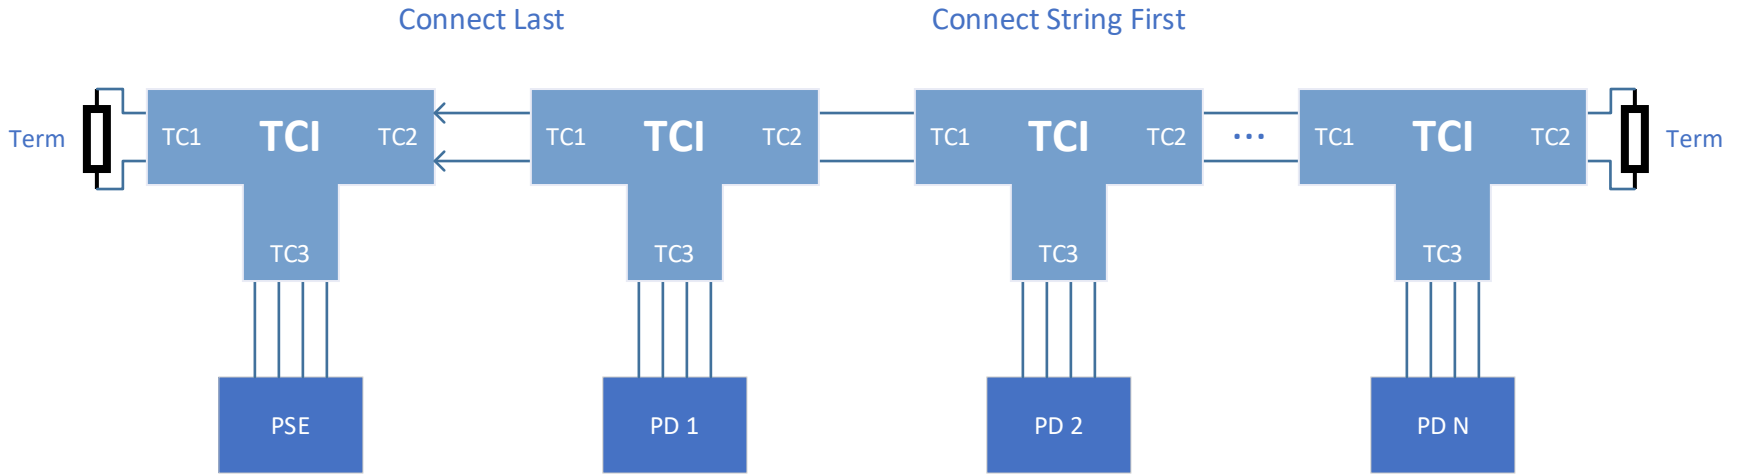 Connect Last
Connect String First
Term
TC1
TCI
TC2
TC1
TCI
TC2
TC1
TCI
TC2
...
TC1
TCI
TC2
Term
TC3
TC3
TC3
TC3
PSE
PD 1
PD 2
PD N